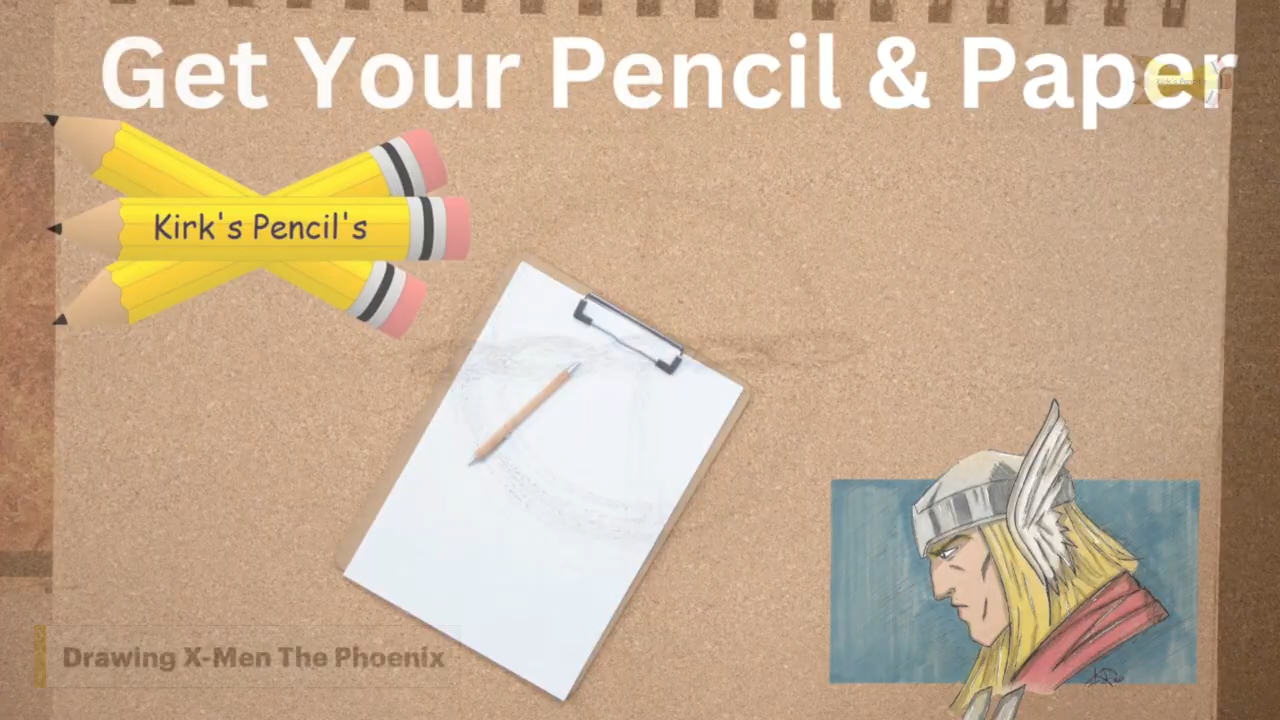 Get Your Pencil & Paper
Kirk's Pencil's
Drawing X-Men The Phoenix